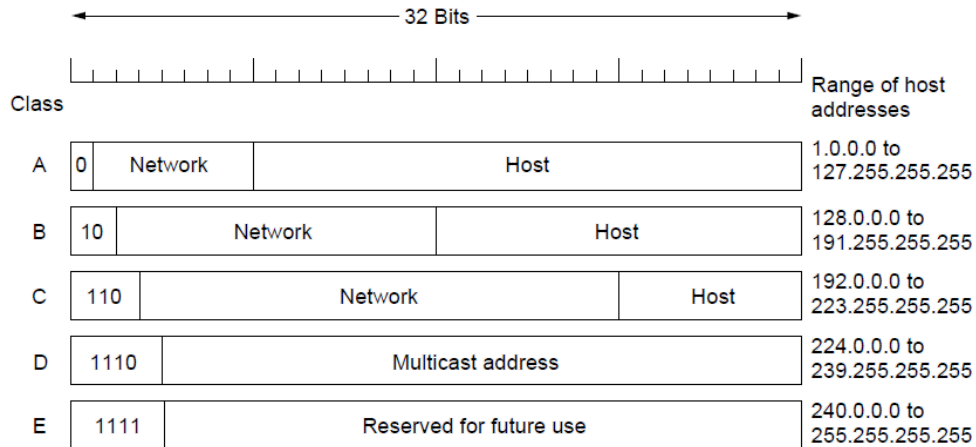 32 Bits
Range of host
addresses
Class
A 0 Network Host 1.0.0.0 to
127.255.255.255
B 10 Network Host 128.0.0.0 to
191.255.255.255
C 110 Network Host 192.0.0.0 to
223.255.255.255
D 1110 Multicast address 224.0.0.0 to
239.255.255.255
E 1111 Reserved for future use 240.0.0.0 to
255.255.255.255